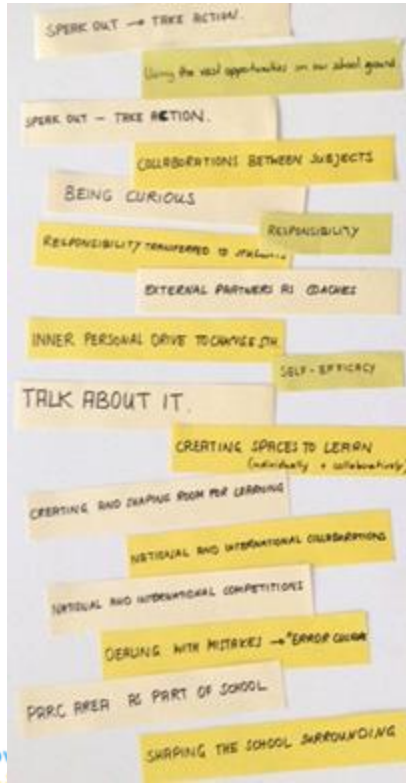 SPEAK OUT → TAKE ACTION.
Using the vast opportunities on our school ground
SPEAK OUT – TAKE ACTION.
COLLABORATIONS BETWEEN SUBJECTS
BEING CURIOUS
RESPONSIBILITY
RESPONSIBILITY TRANSFERRED TO STUDENTS
EXTERNAL PARTNERS AS COACHES
INNER PERSONAL DRIVE TO CHANGE STH.
SELF-EFFICACY
TALK ABOUT IT.
CREATING SPACES TO LEARN
(individually + collaboratively)
CREATING AND SHAPING ROOM FOR LEARNING
NATIONAL AND INTERNATIONAL COLLABORATIONS
NATIONAL AND INTERNATIONAL COMPETITIONS
DEALING WITH MISTAKES → "ERROR
PARC AREA AS PART OF SCHOOL
SHAPING THE SCHOOL SURROUNDING